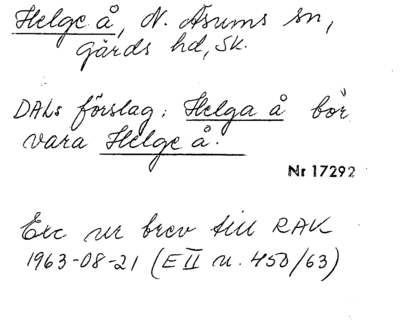 Helge å, N. Åsums sn,
gärds hd, Sk.
DALs förslag: Helga å bör
vara Helge å.
Nr 17292
Exc ur brev till RAK
1963-08-21 (E II u. 450/63)